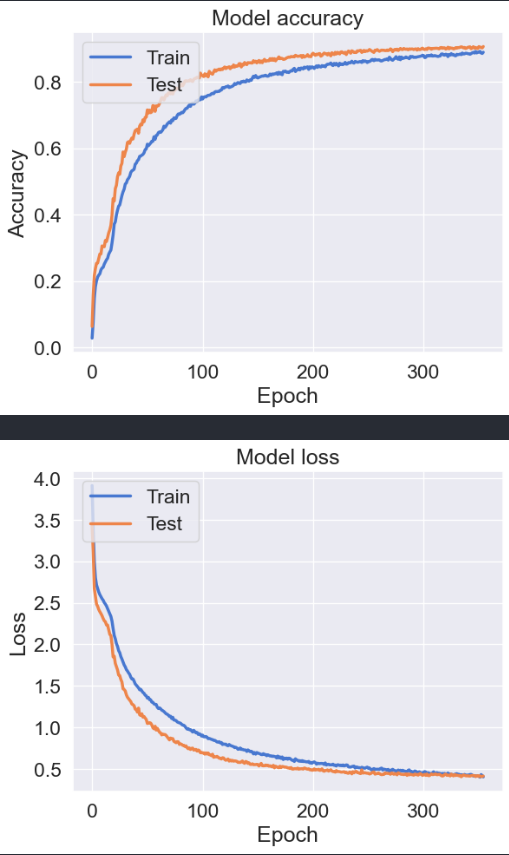 Model accuracy
Train
Test
0.8
0.6
0.4
0.2
0.0
Accuracy
0 100 200 300
Epoch
Model loss
4.0
Train
3.5
Test
3.0
2.5
2.0
1.5
1.0
0.5
Loss
0 100 200 300
Epoch